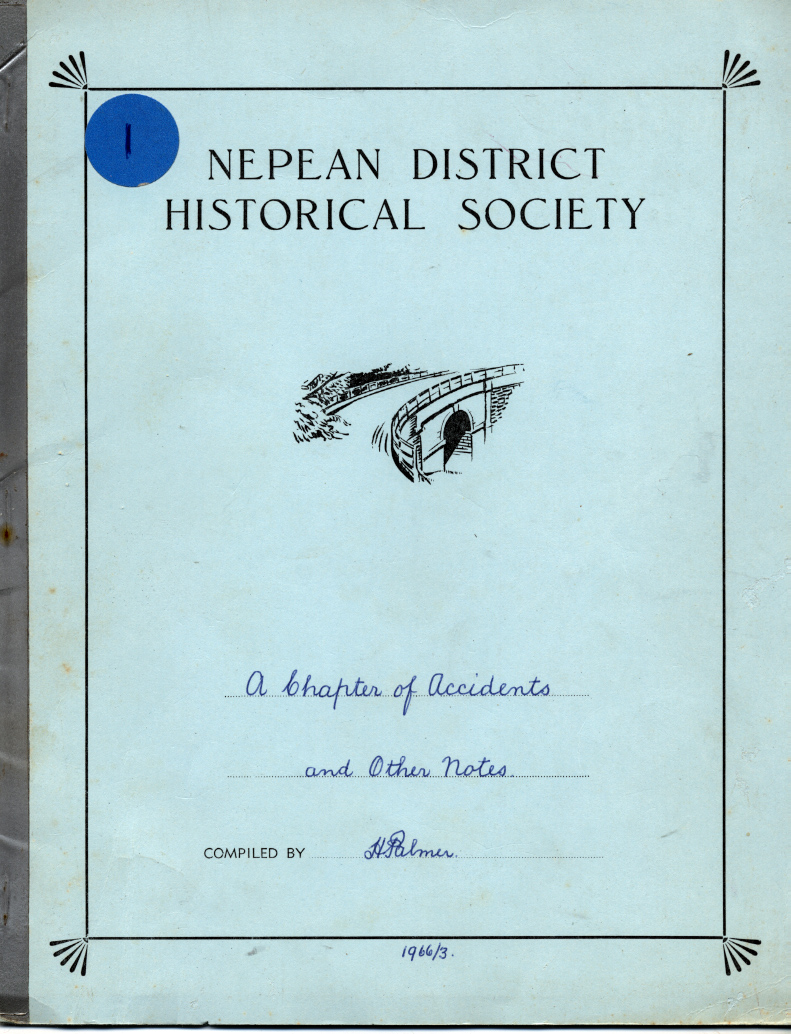 1
NEPEAN DISTRICT
HISTORICAL SOCIETY
A Chapter of Accidents
and Other Notes.
COMPILED BY H Palmer.
1966/3.